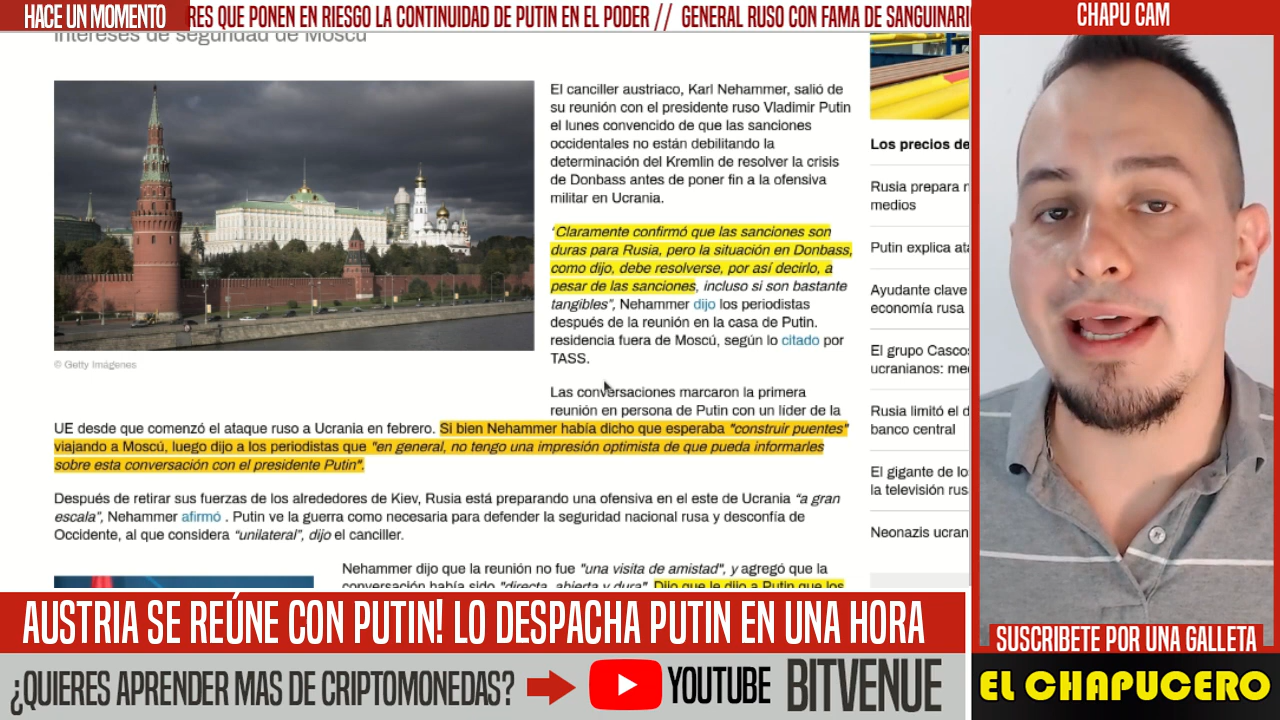 HACE UN MOMENTO
RES QUE PONEN EN RIESGO LA CONTINUIDAD DE PUTIN EN EL PODER // GENERAL RUSO CON FAMA DE SANGUINARI
CHAPU CAM
intereses de seguridad de Moscú
El canciller austriaco, Karl Nehammer, salió de
su reunión con el presidente ruso Vladimir Putin
el lunes convencido de que las sanciones
occidentales no están debilitando la
determinación del Kremlin de resolver la crisis
de Donbass antes de poner fin a la ofensiva
militar en Ucrania.
“Claramente confirmó que las sanciones son
duras para Rusia, pero la situación en Donbass,
como dijo, debe resolverse, por así decirlo, a
pesar de las sanciones, incluso si son bastante
tangibles”, Nehammer dijo los periodistas
después de la reunión en la casa de Putin.
residencia fuera de Moscú, según lo citado por
TASS.
© Getty Imágenes
Las conversaciones marcaron la primera
reunión en persona de Putin con un líder de la
UE desde que comenzó el ataque ruso a Ucrania en febrero. Si bien Nehammer había dicho que esperaba "construir puentes"
viajando a Moscú, luego dijo a los periodistas que "en general, no tengo una impresión optimista de que pueda informarles
sobre esta conversación con el presidente Putin".
Después de retirar sus fuerzas de los alrededores de Kiev, Rusia está preparando una ofensiva en el este de Ucrania “a gran
escala”, Nehammer afirmó . Putin ve la guerra como necesaria para defender la seguridad nacional rusa y desconfía de
Occidente, al que considera “unilateral”, dijo el canciller.
Nehammer dijo que la reunión no fue "una visita de amistad", y agregó que la
conversación había sido "directa, abierta y dura". Dijo que le dijo a Putin que los
Los precios de
Rusia prepara
medios
Putin explica
Ayudante clave
economía rusa
El grupo
ucranianos:
Rusia limitó el
banco central
El gigante de
la televisión
Neonazis
AUSTRIA SE REÚNE CON PUTIN! LO DESPACHA PUTIN EN UNA HORA
¿QUIERES APRENDER MAS DE CRIPTOMONEDAS?
YOUTUBE
BITVENUE
SUSCRIBETE POR UNA GALLETA
EL CHAPUCERO